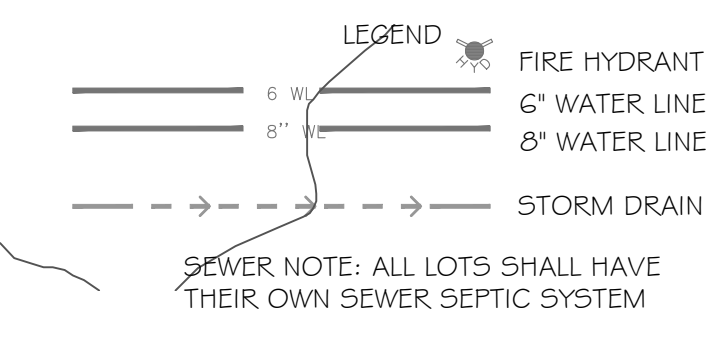 LEGEND
HYD FIRE HYDRANT
6 WL 6" WATER LINE
8'' WL 8" WATER LINE
STORM DRAIN
SEWER NOTE: ALL LOTS SHALL HAVE
THEIR OWN SEWER SEPTIC SYSTEM